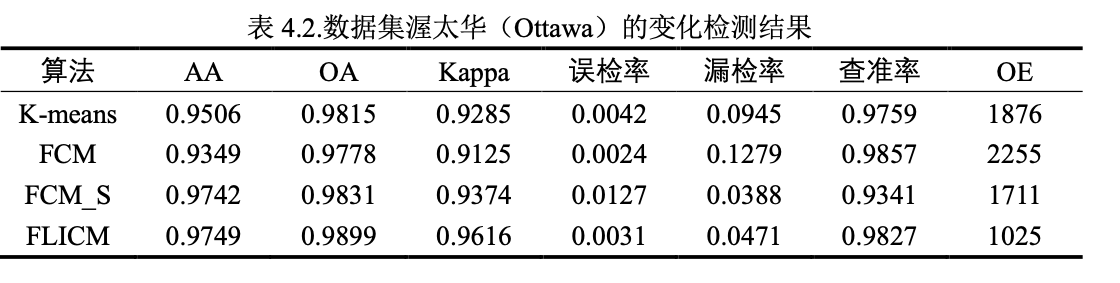 表 4.2.数据集渥太华（Ottawa）的变化检测结果
算法 AA OA Kappa 误检率 漏检率 查准率 OE
K-means 0.9506 0.9815 0.9285 0.0042 0.0945 0.9759 1876
FCM 0.9349 0.9778 0.9125 0.0024 0.1279 0.9857 2255
FCM_S 0.9742 0.9831 0.9374 0.0127 0.0388 0.9341 1711
FLICM 0.9749 0.9899 0.9616 0.0031 0.0471 0.9827 1025